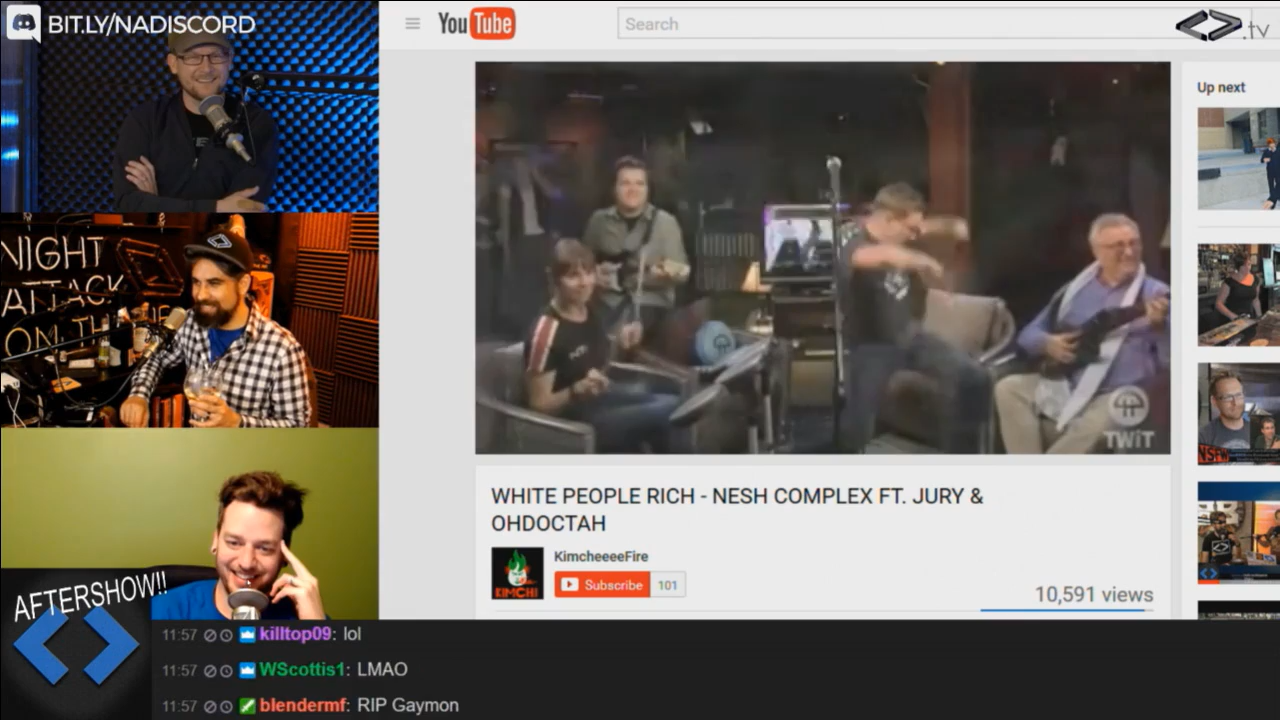 BIT.LY/NADISCORD
YouTube
Search
.tv
Up next
NIGHT
ATTACK
ON THE
TWiT
WHITE PEOPLE RICH - NESH COMPLEX FT. JURY &
OHDOCTAH
KimcheeeeFire
KIMCHI
Subscribe 101
10,591 views
NSFW
AFTERSHOW!!
11:57 killtop09: lol
11:57 WScottis1: LMAO
11:57 blendermf: RIP Gaymon